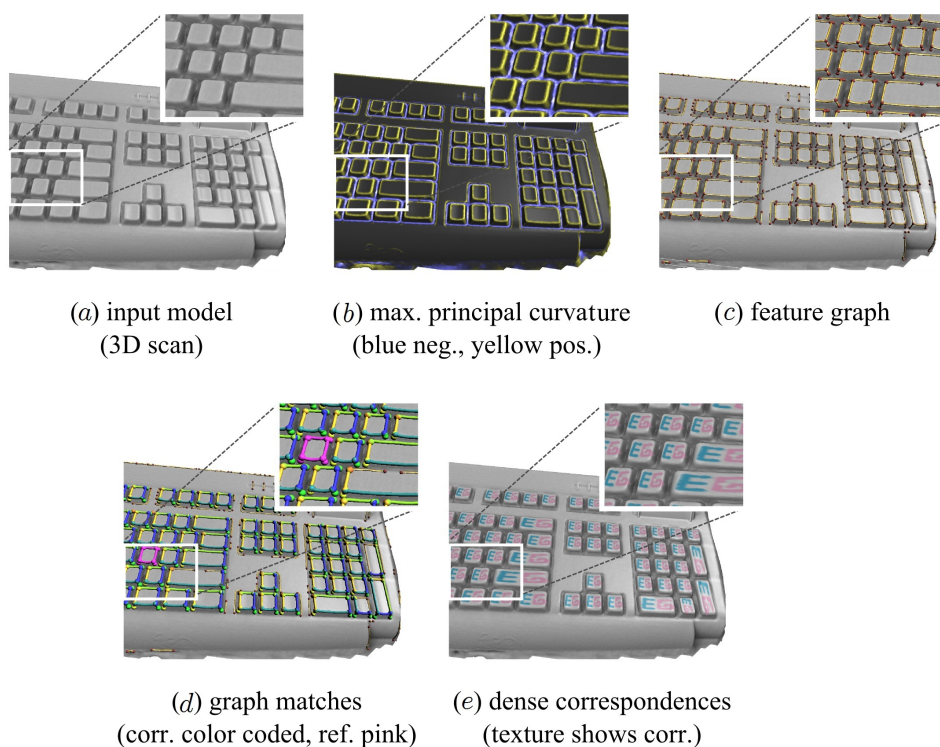 (a) input model
(3D scan)
(b) max. principal curvature
(blue neg., yellow pos.)
(c) feature graph
(d) graph matches
(corr. color coded, ref. pink)
(e) dense correspondences
(texture shows corr.)
EG